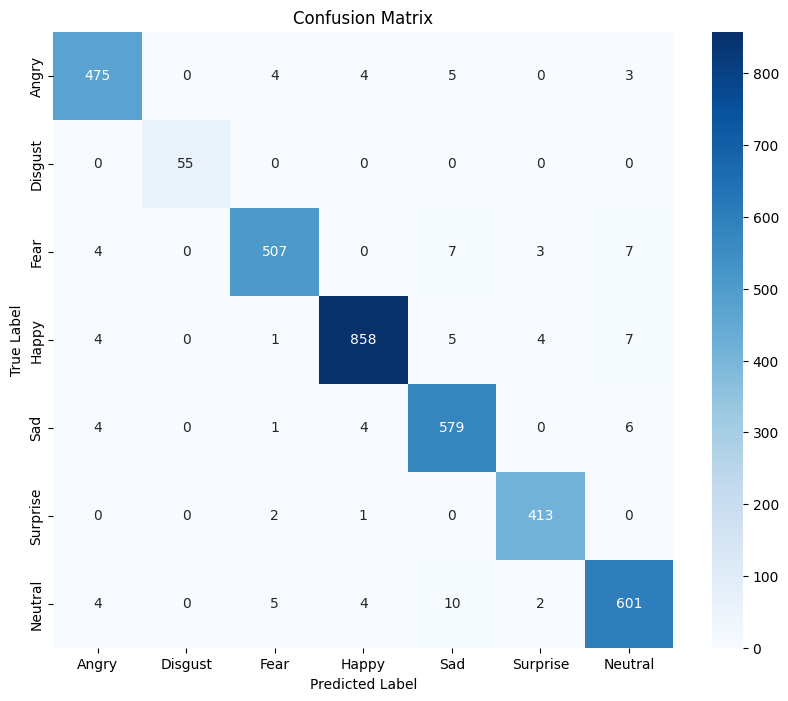 Confusion Matrix
Angry 475 0 4 4 5 0 3
Disgust 0 55 0 0 0 0 0
Fear 4 0 507 0 7 3 7
Happy 4 0 1 858 5 4 7
Sad 4 0 1 4 579 0 6
Surprise 0 0 2 1 0 413 0
Neutral 4 0 5 4 10 2 601
Angry Disgust Fear Happy Sad Surprise Neutral
Predicted Label
True Label
800
700
600
500
400
300
200
100
0